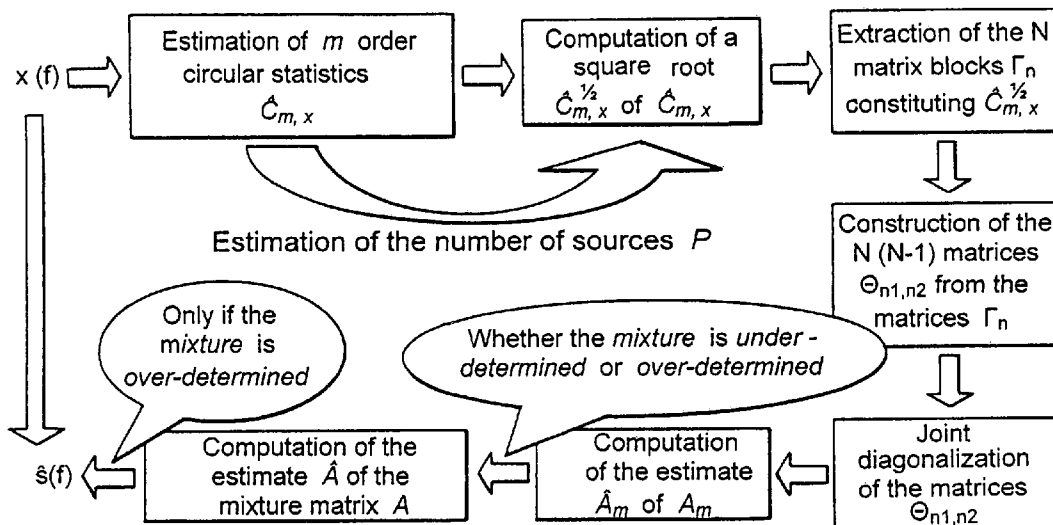 x (f)
Estimation of m order
circular statistics
Ĉm, x
Computation of a
square root
Ĉ½m, x of Ĉm, x
Extraction of the N
matrix blocks Γn
constituting Ĉ½m, x
Estimation of the number of sources P
Construction of the
N (N-1) matrices
Θn1,n2 from the
matrices Γn
Only if the
mixture is
over-determined
Whether the mixture is under-
determined or over-determined
ŝ(f)
Computation of the
estimate Â of the
mixture matrix A
Computation
of the estimate
Âm of Am
Joint
diagonalization
of the matrices
Θn1,n2